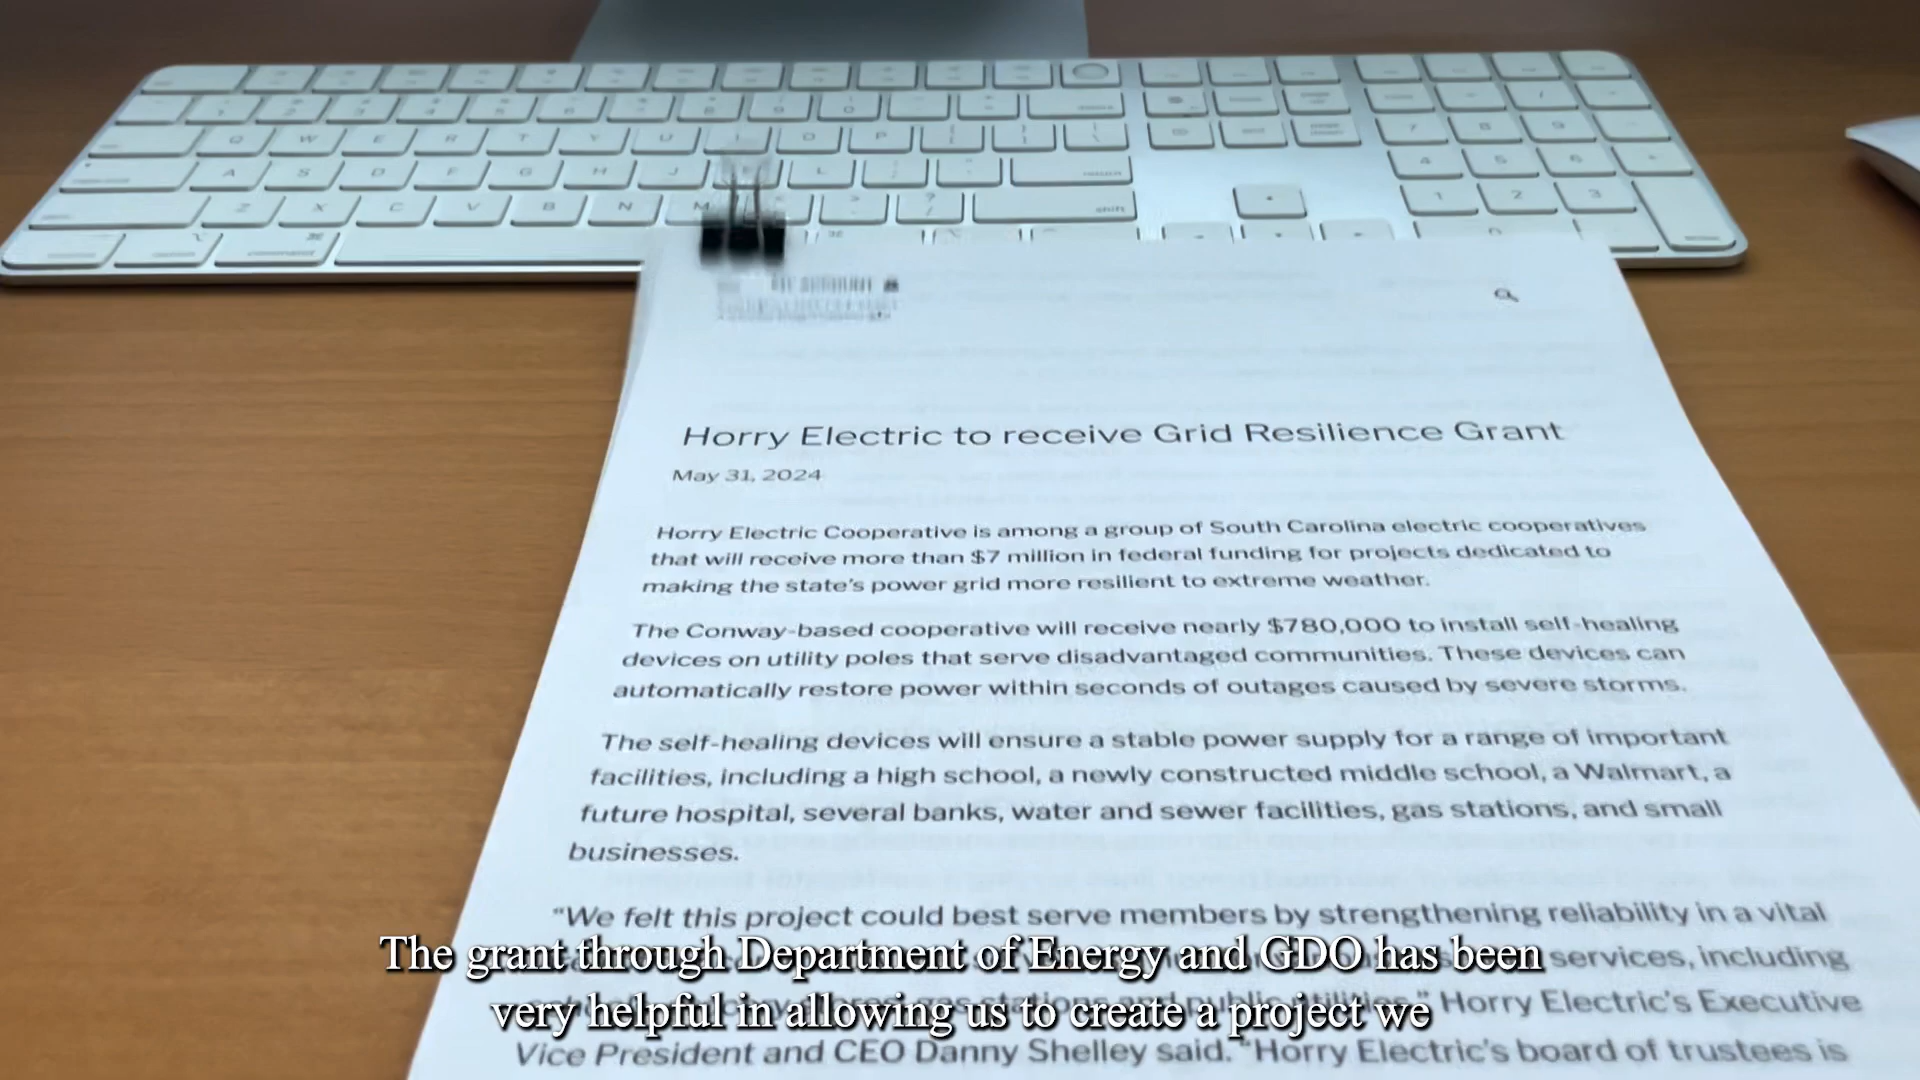 Horry Electric to receive Grid Resilience Grant
May 31, 2024
Horry Electric Cooperative is among a group of South Carolina electric cooperatives
that will receive more than $7 million in federal funding for projects dedicated to
making the state's power grid more resilient to extreme weather.
The Conway-based cooperative will receive nearly $780,000 to install self-healing
devices on utility poles that serve disadvantaged communities. These devices can
automatically restore power within seconds of outages caused by severe storms.
The self-healing devices will ensure a stable power supply for a range of important
facilities, including a high school, a newly constructed middle school, a Walmart, a
future hospital, several banks, water and sewer facilities, gas stations, and small
businesses.
“We felt this project could best serve members by strengthening reliability in a vital
services, including
Horry Electric's Executive
Vice President and CEO Danny Shelley said. “Horry Electric's board of trustees is
The grant through Department of Energy and GDO has been
very helpful in allowing us to create a project we